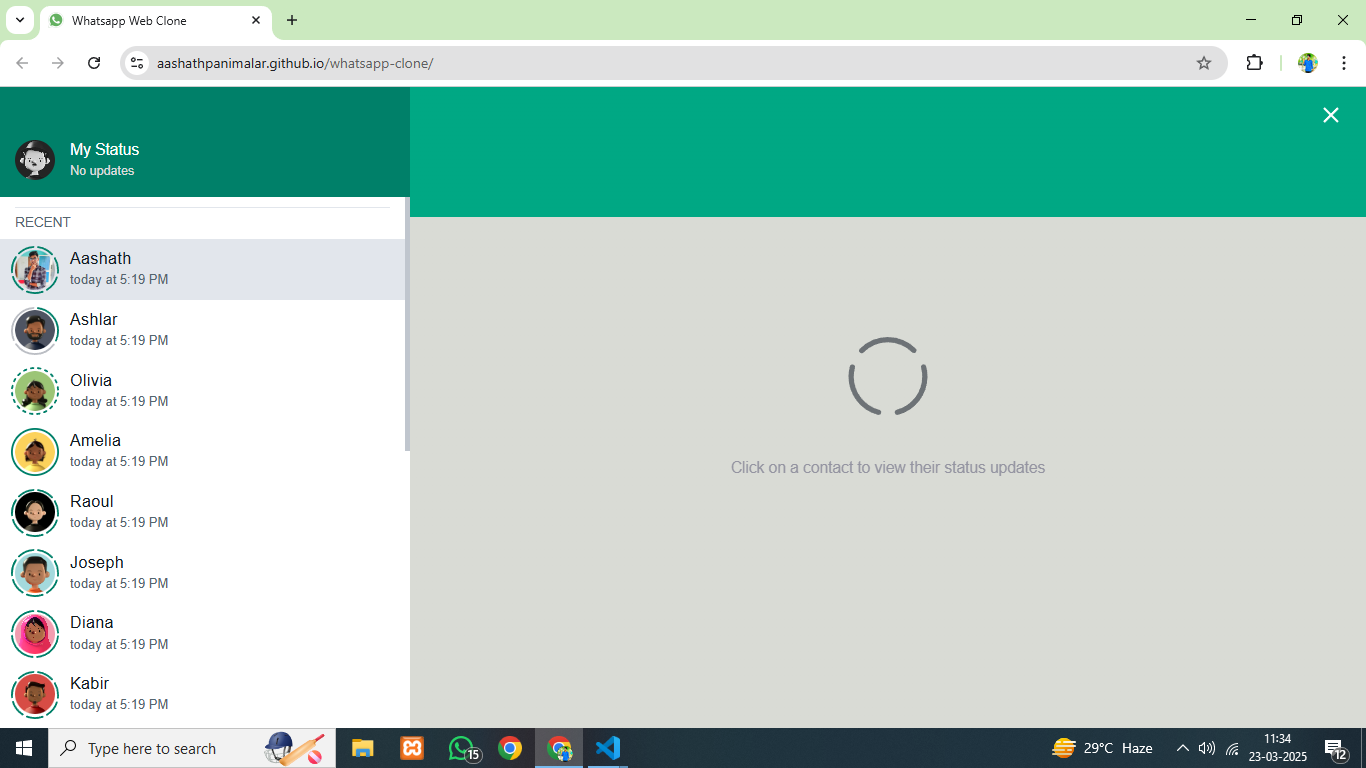 Whatsapp Web Clone
aashathpanimalar.github.io/whatsapp-clone/
My Status
No updates
RECENT
Aashath
today at 5:19 PM
Ashlar
today at 5:19 PM
Olivia
today at 5:19 PM
Amelia
today at 5:19 PM
Raoul
today at 5:19 PM
Joseph
today at 5:19 PM
Diana
today at 5:19 PM
Kabir
today at 5:19 PM
Click on a contact to view their status updates
Type here to search
15
29°C Haze
11:34
23-03-2025
12